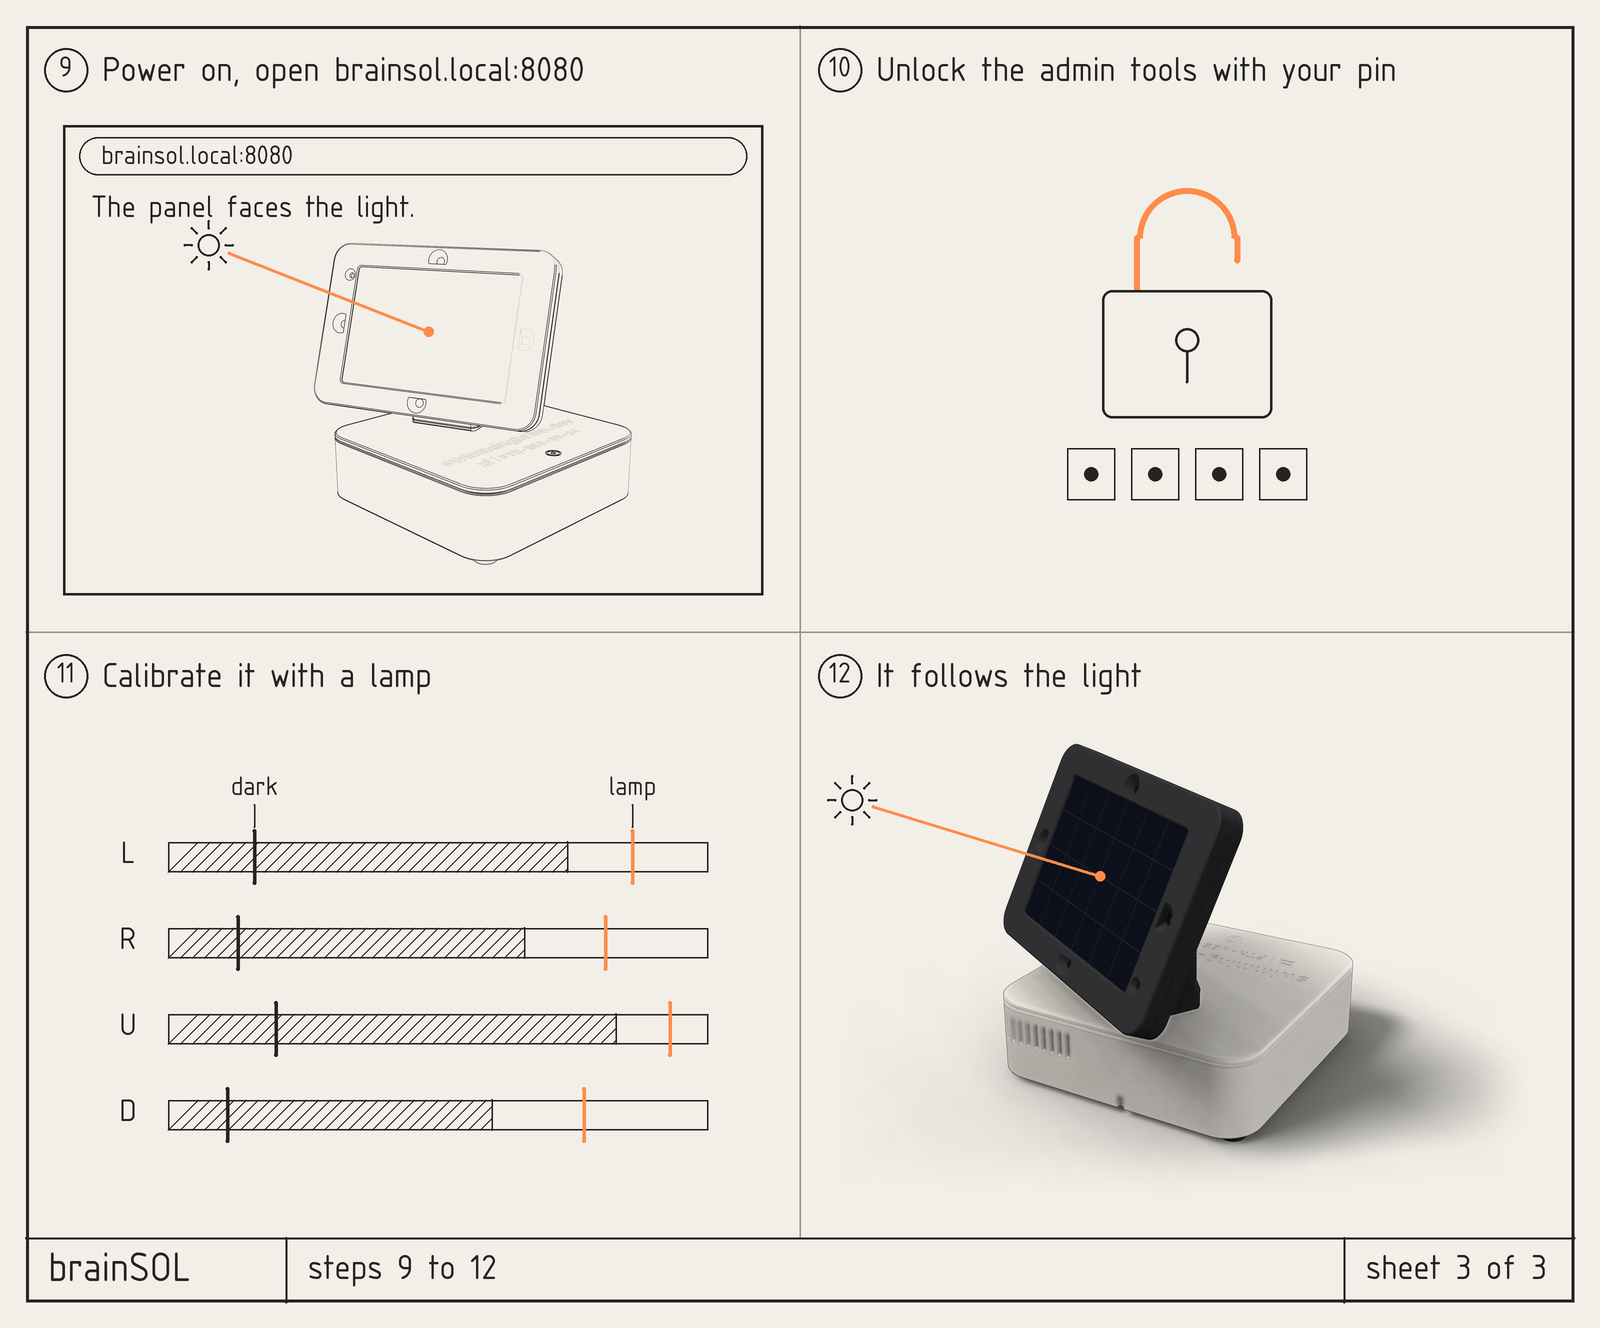 9 Power on, open brainsol.local:8080
brainsol.local:8080
The panel faces the light.
10 Unlock the admin tools with your pin
11 Calibrate it with a lamp
dark lamp
L
R
U
D
12 It follows the light
brainSOL
steps 9 to 12
sheet 3 of 3